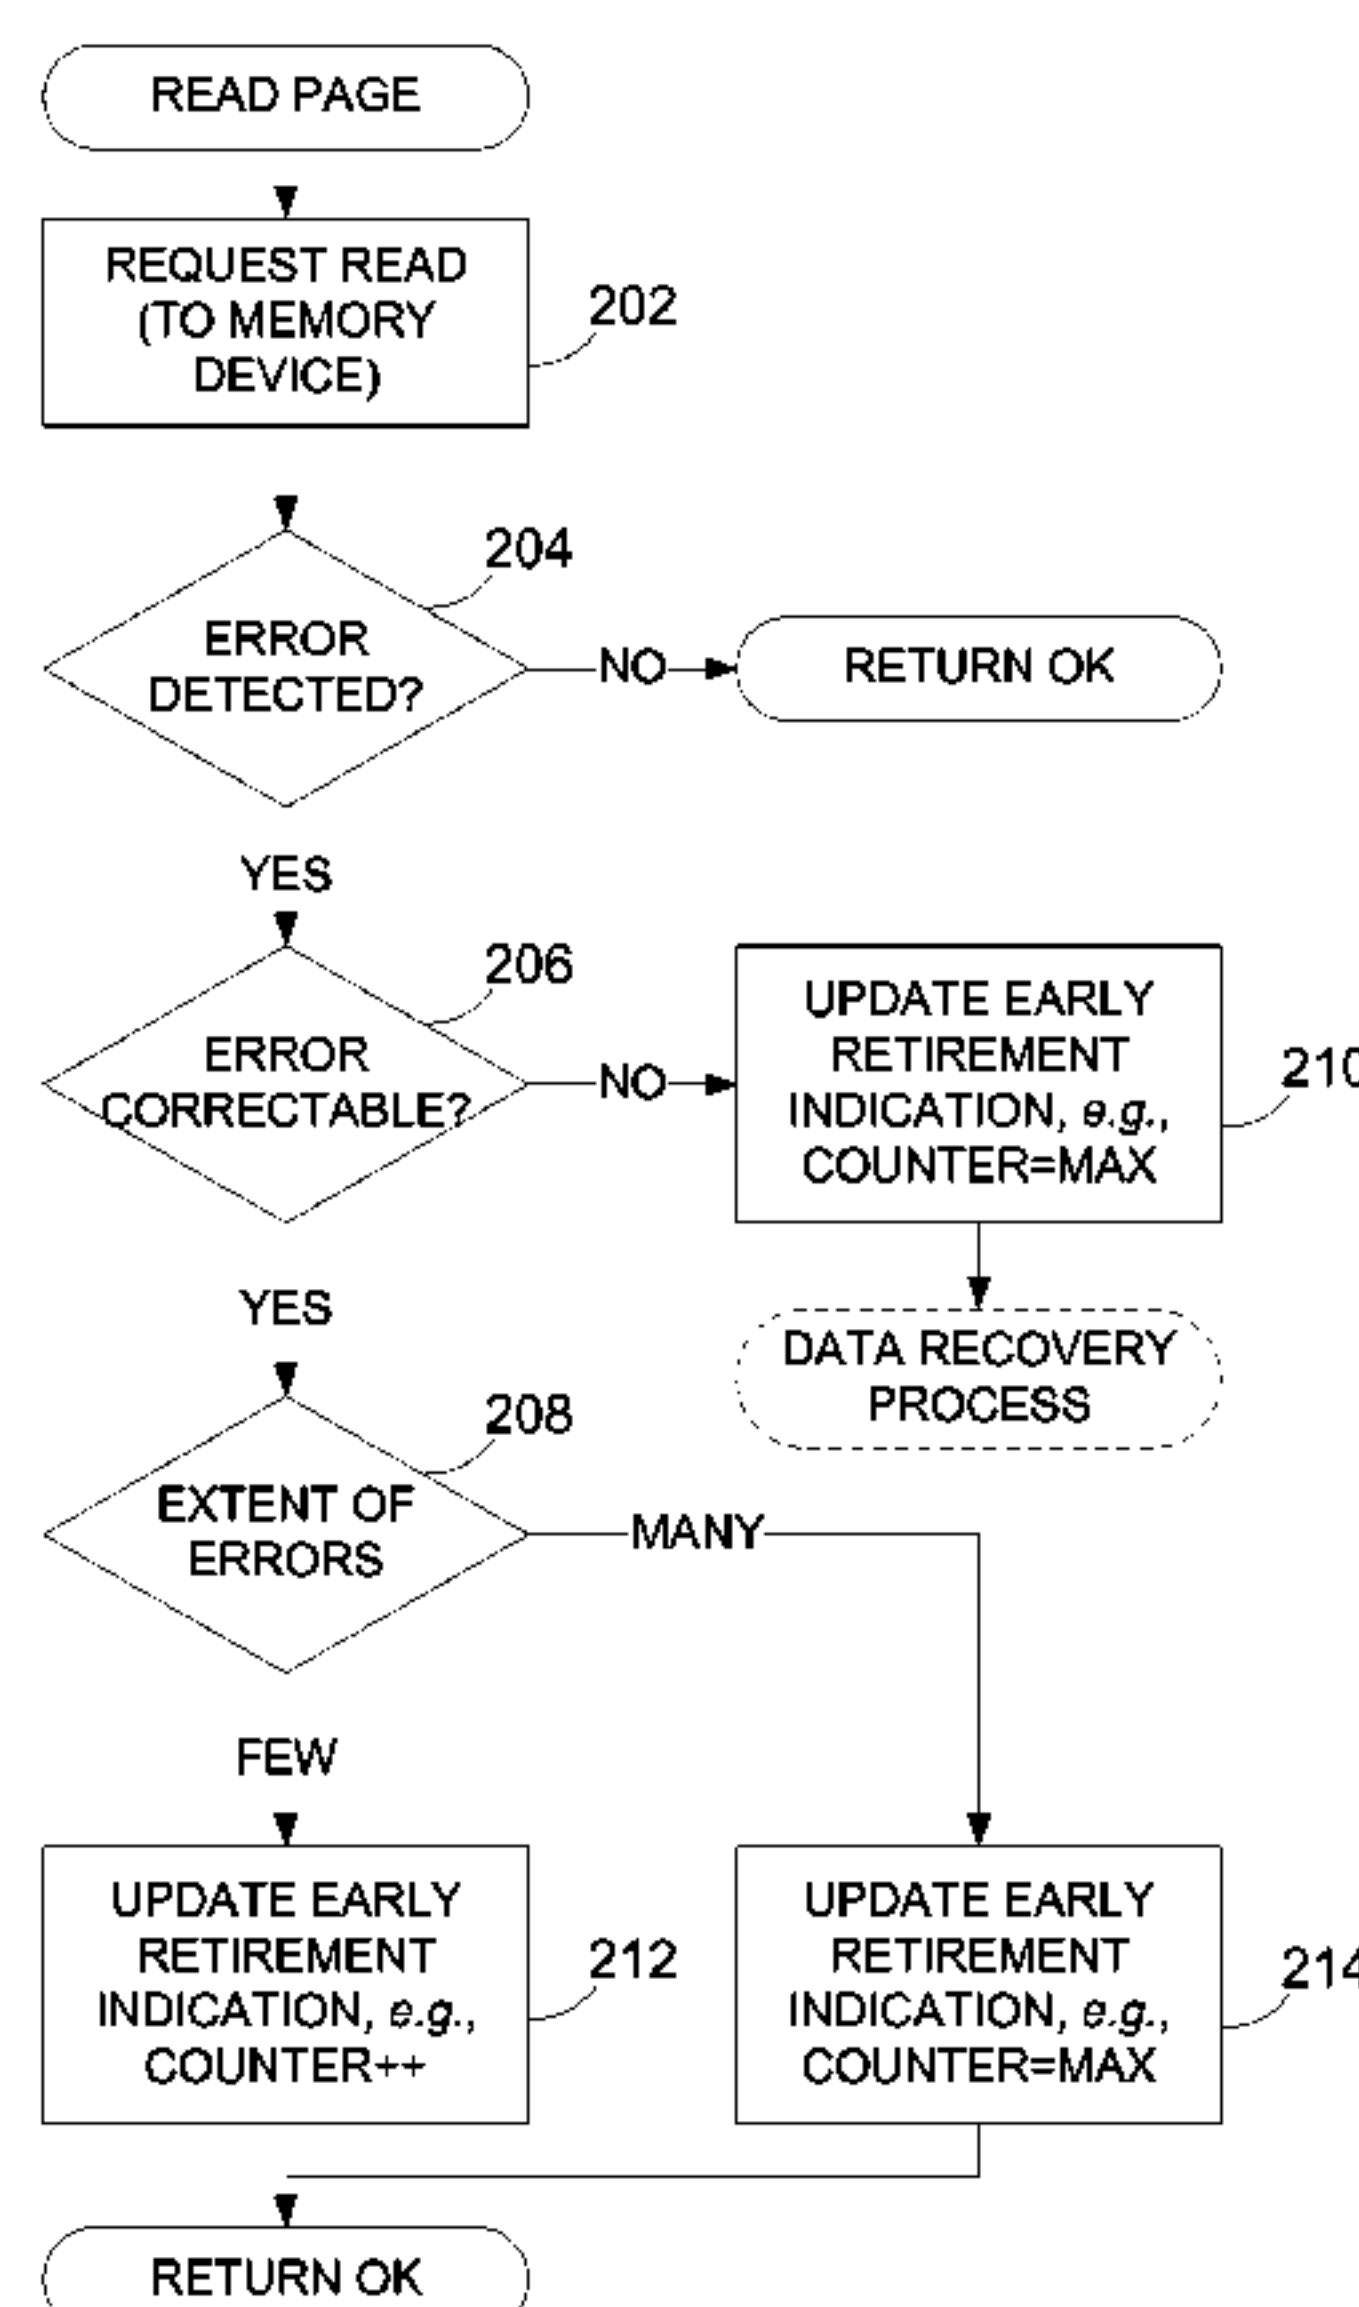 READ PAGE
REQUEST READ
(TO MEMORY
DEVICE)
202
204
ERROR
DETECTED?
NO
RETURN OK
YES
206
ERROR
CORRECTABLE?
NO
UPDATE EARLY
RETIREMENT
INDICATION, e.g.,
COUNTER=MAX
210
DATA RECOVERY
PROCESS
YES
208
EXTENT OF
ERRORS
MANY
FEW
UPDATE EARLY
RETIREMENT
INDICATION, e.g.,
COUNTER++
212
UPDATE EARLY
RETIREMENT
INDICATION, e.g.,
COUNTER=MAX
214
RETURN OK